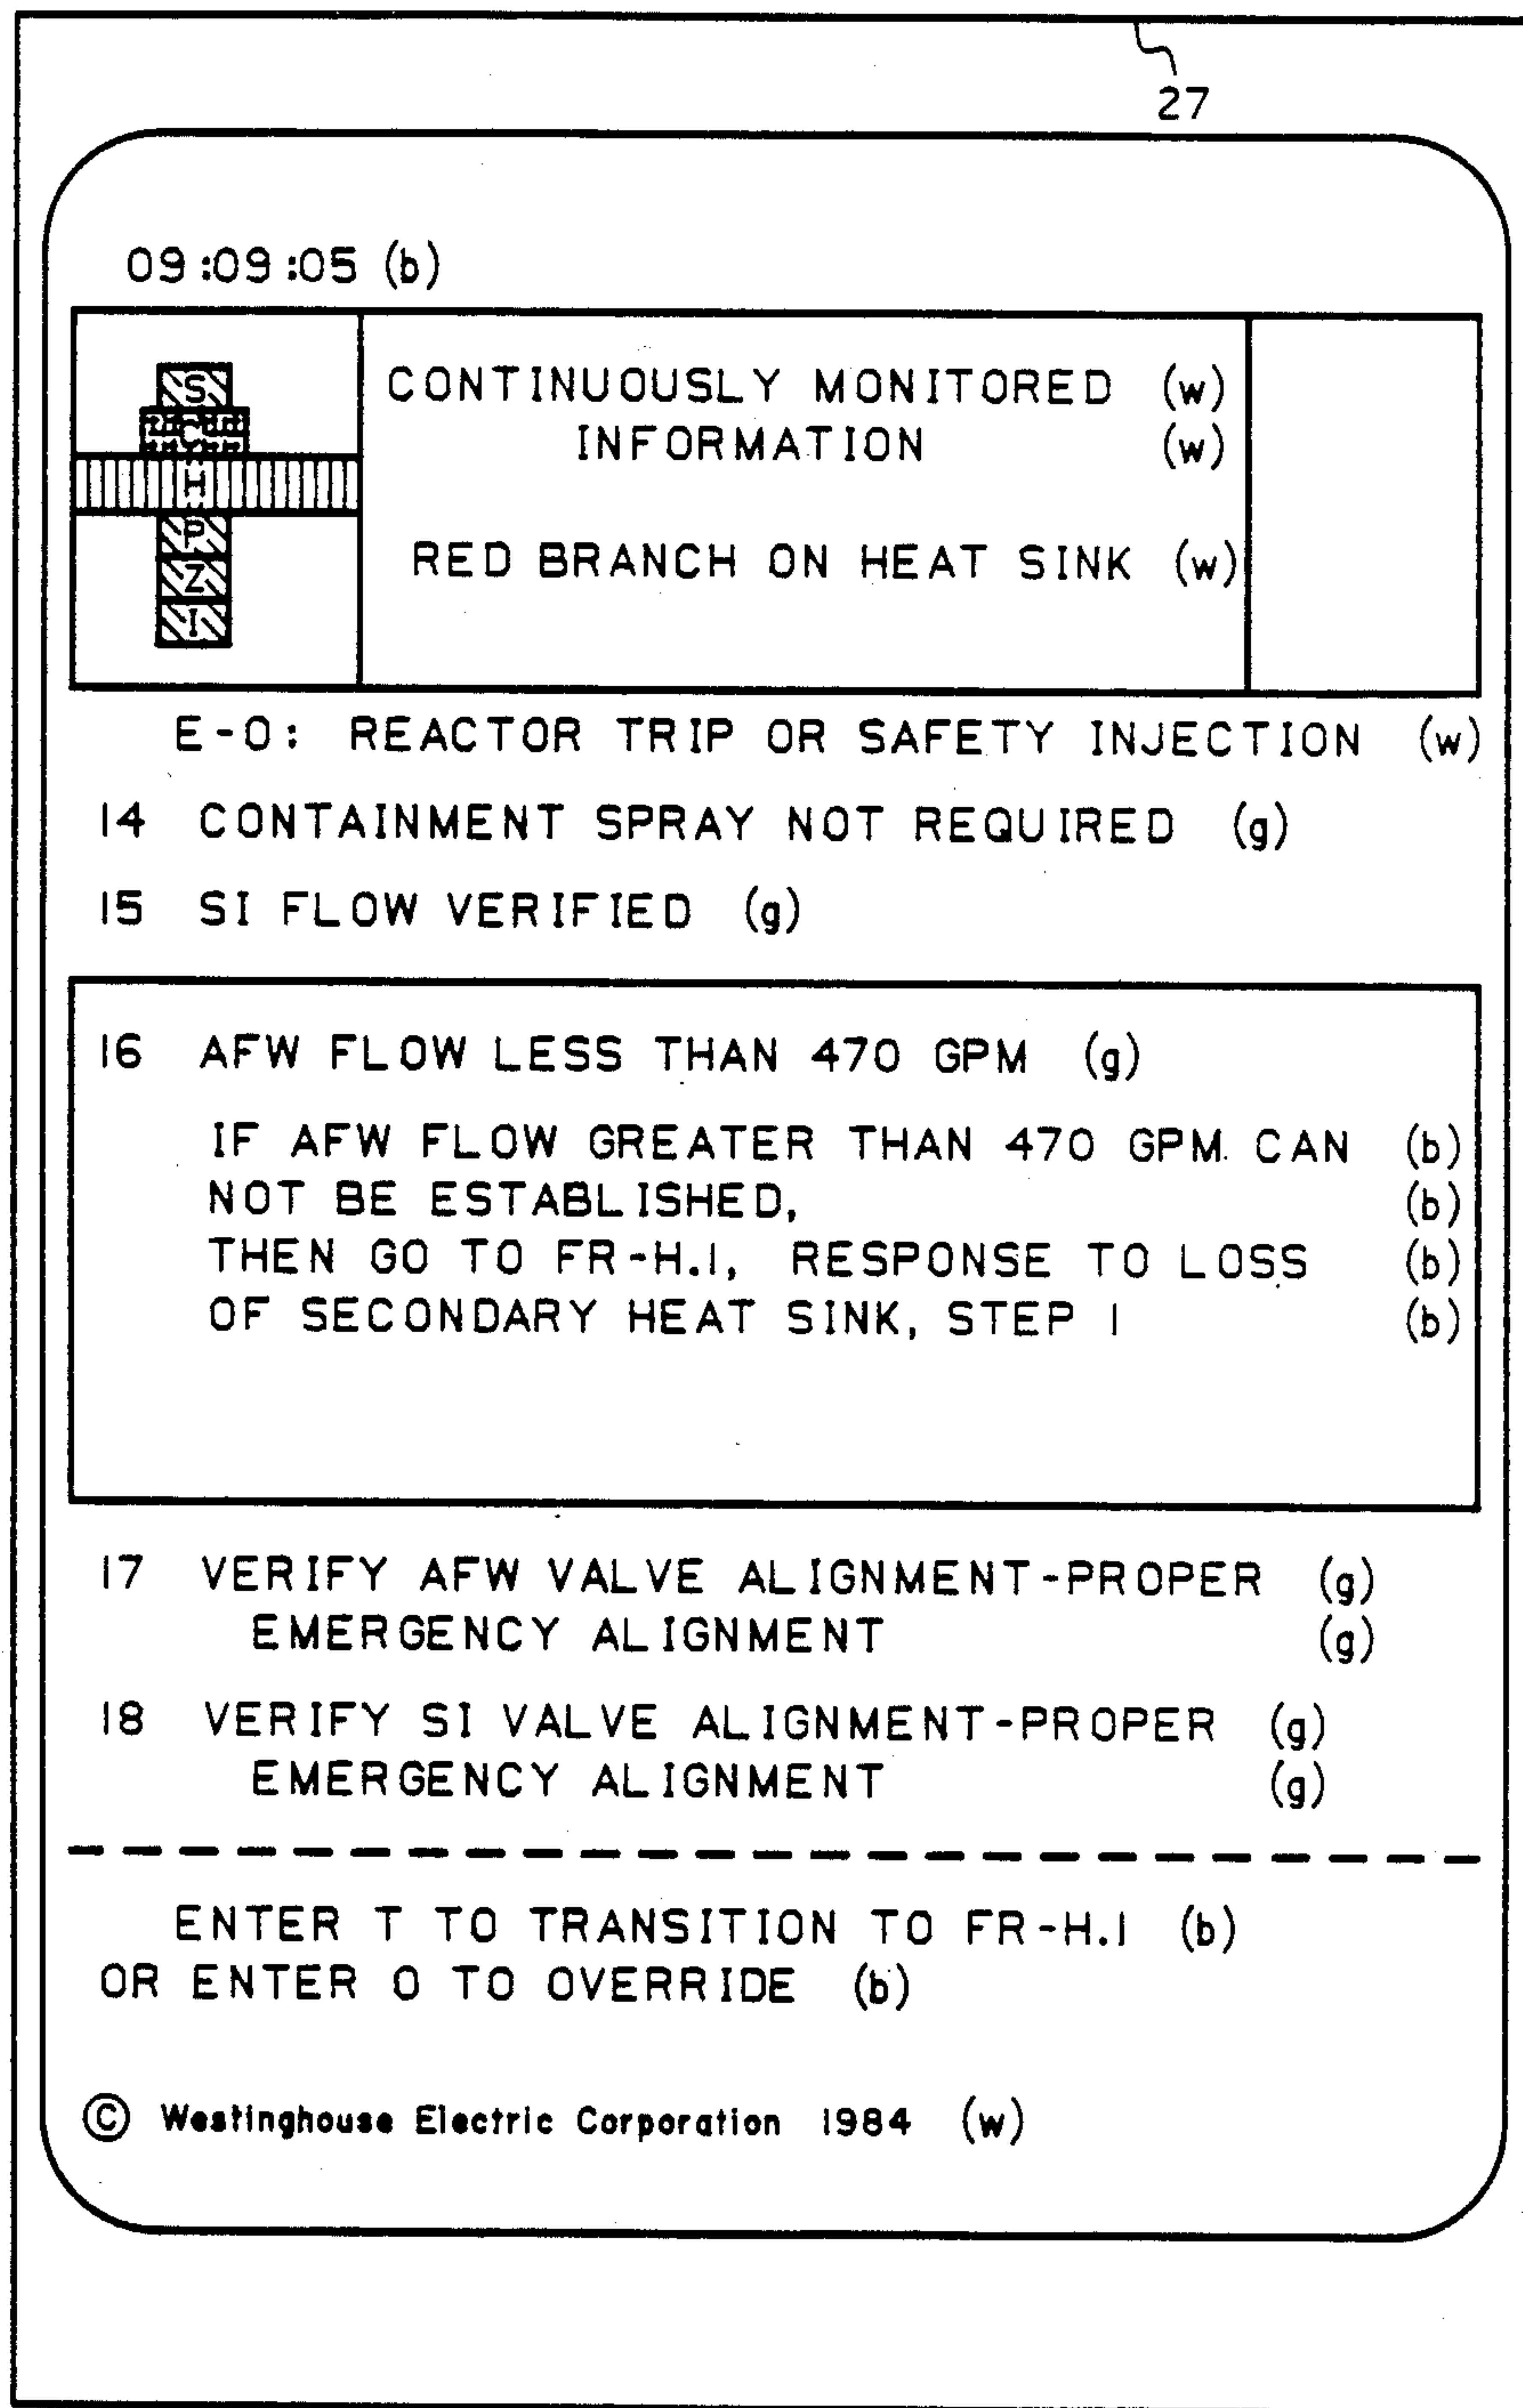 27
09:09:05 (b)
S
C
H
P
Z
I
CONTINUOUSLY MONITORED (w)
INFORMATION (w)
RED BRANCH ON HEAT SINK (w)
E-0: REACTOR TRIP OR SAFETY INJECTION (w)
14 CONTAINMENT SPRAY NOT REQUIRED (g)
15 SI FLOW VERIFIED (g)
16 AFW FLOW LESS THAN 470 GPM (g)
IF AFW FLOW GREATER THAN 470 GPM CAN (b)
NOT BE ESTABLISHED, (b)
THEN GO TO FR-H.1, RESPONSE TO LOSS (b)
OF SECONDARY HEAT SINK, STEP 1 (b)
17 VERIFY AFW VALVE ALIGNMENT-PROPER (g)
EMERGENCY ALIGNMENT (g)
18 VERIFY SI VALVE ALIGNMENT-PROPER (g)
EMERGENCY ALIGNMENT (g)
ENTER T TO TRANSITION TO FR-H.1 (b)
OR ENTER O TO OVERRIDE (b)
© Westinghouse Electric Corporation 1984 (w)